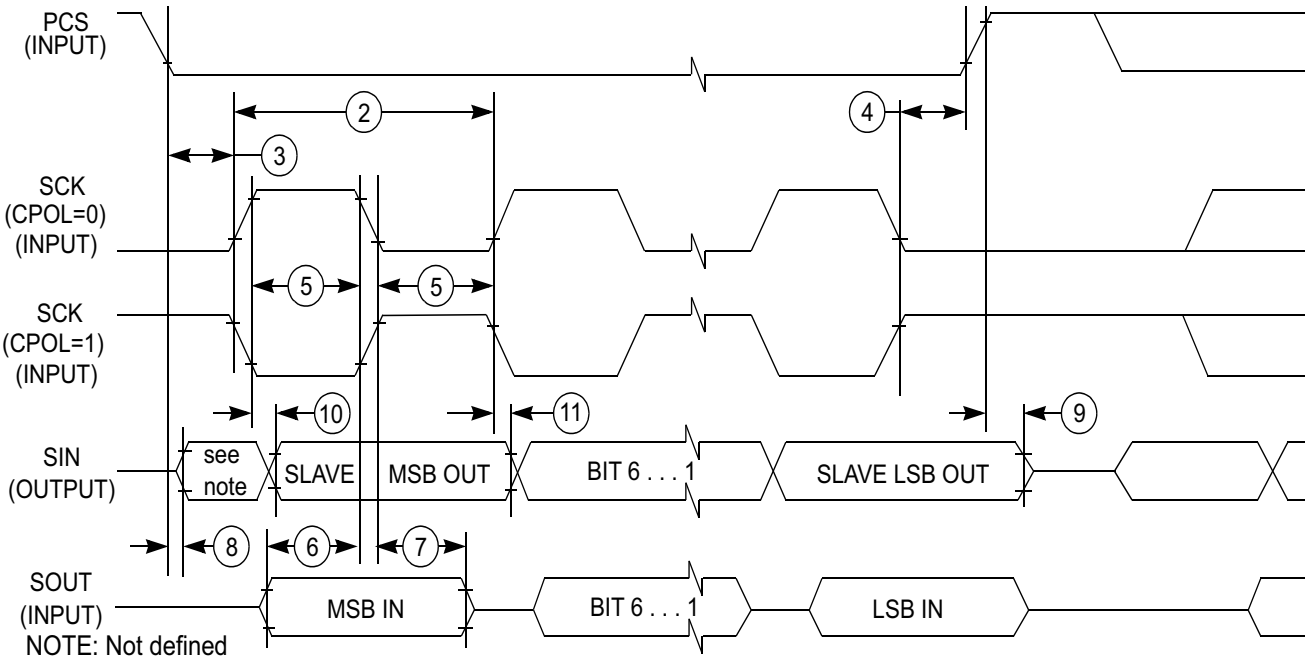 PCS
(INPUT)
2
4
3
SCK
(CPOL=0)
(INPUT)
5
5
SCK
(CPOL=1)
(INPUT)
10
11
9
SIN
(OUTPUT)
see
note
SLAVE
MSB OUT
BIT 6 . . . 1
SLAVE LSB OUT
8
6
7
SOUT
(INPUT)
MSB IN
BIT 6 . . . 1
LSB IN
NOTE: Not defined